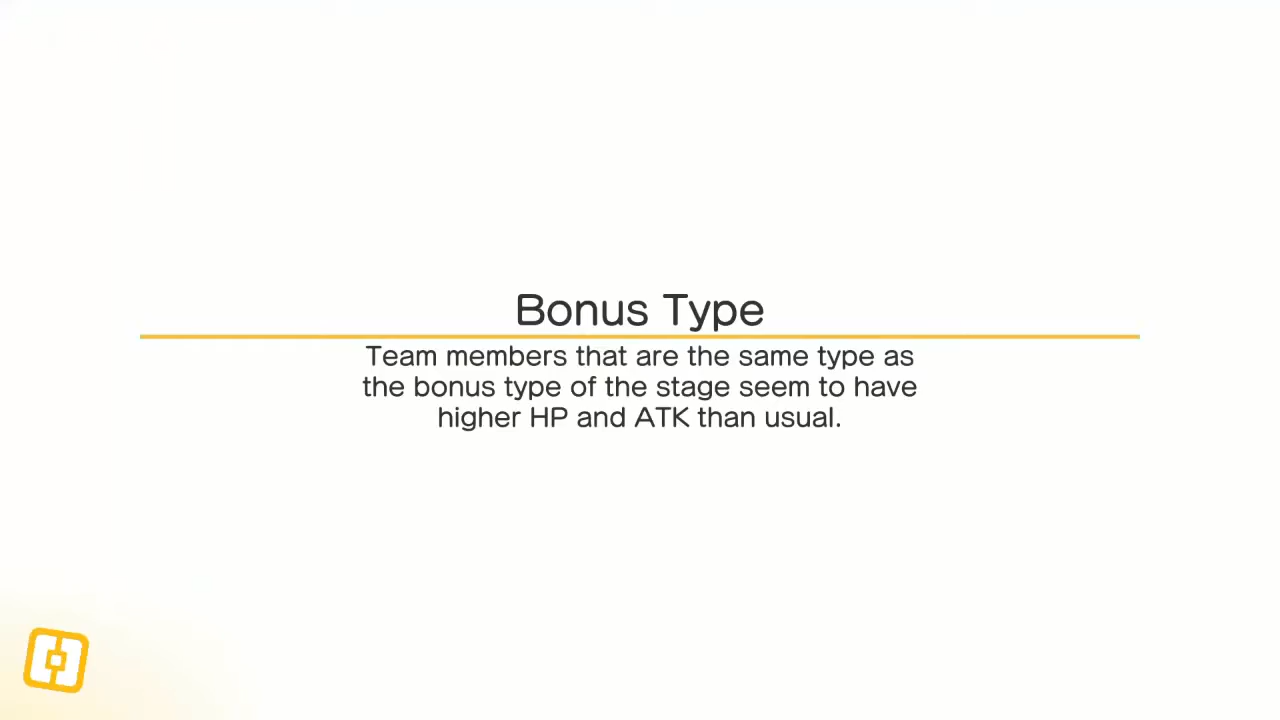 Bonus Type
Team members that are the same type as
the bonus type of the stage seem to have
higher HP and ATK than usual.